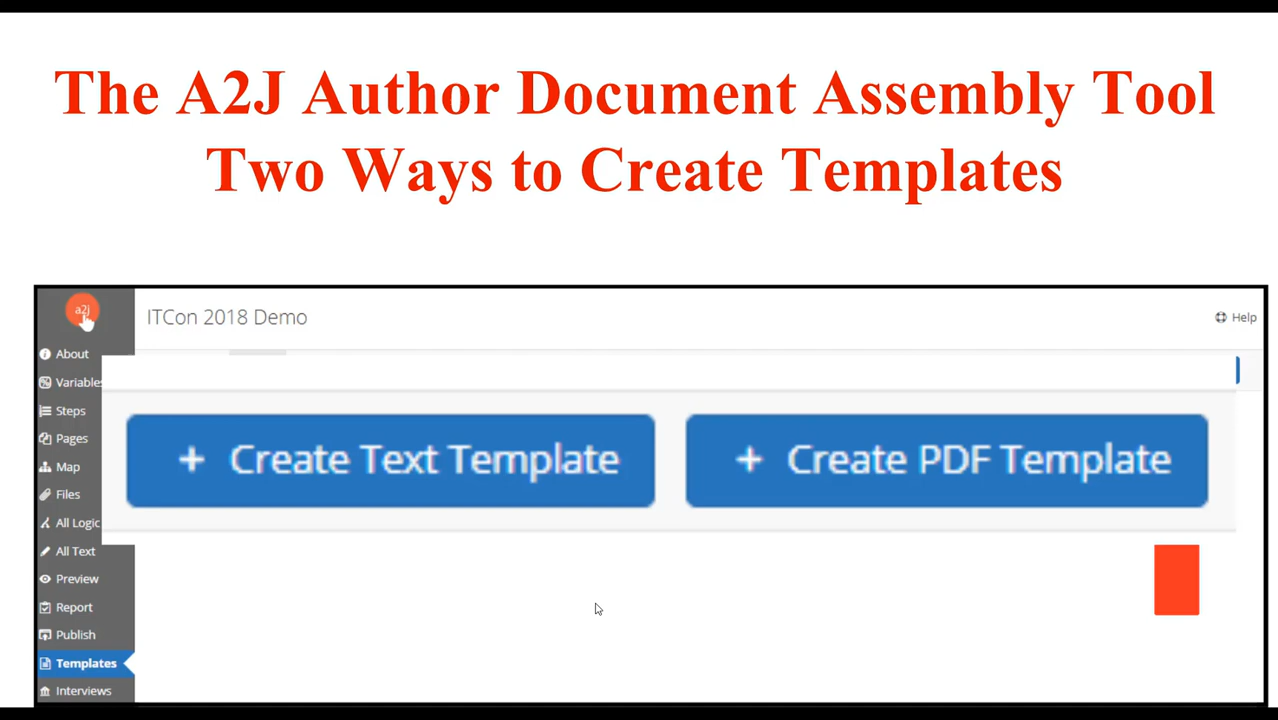 The A2J Author Document Assembly Tool
Two Ways to Create Templates
a2j
ITCon 2018 Demo
Help
About
Variables
Steps
Pages
Map
Files
All Logic
All Text
Preview
Report
Publish
Templates
Interviews
+ Create Text Template
+ Create PDF Template